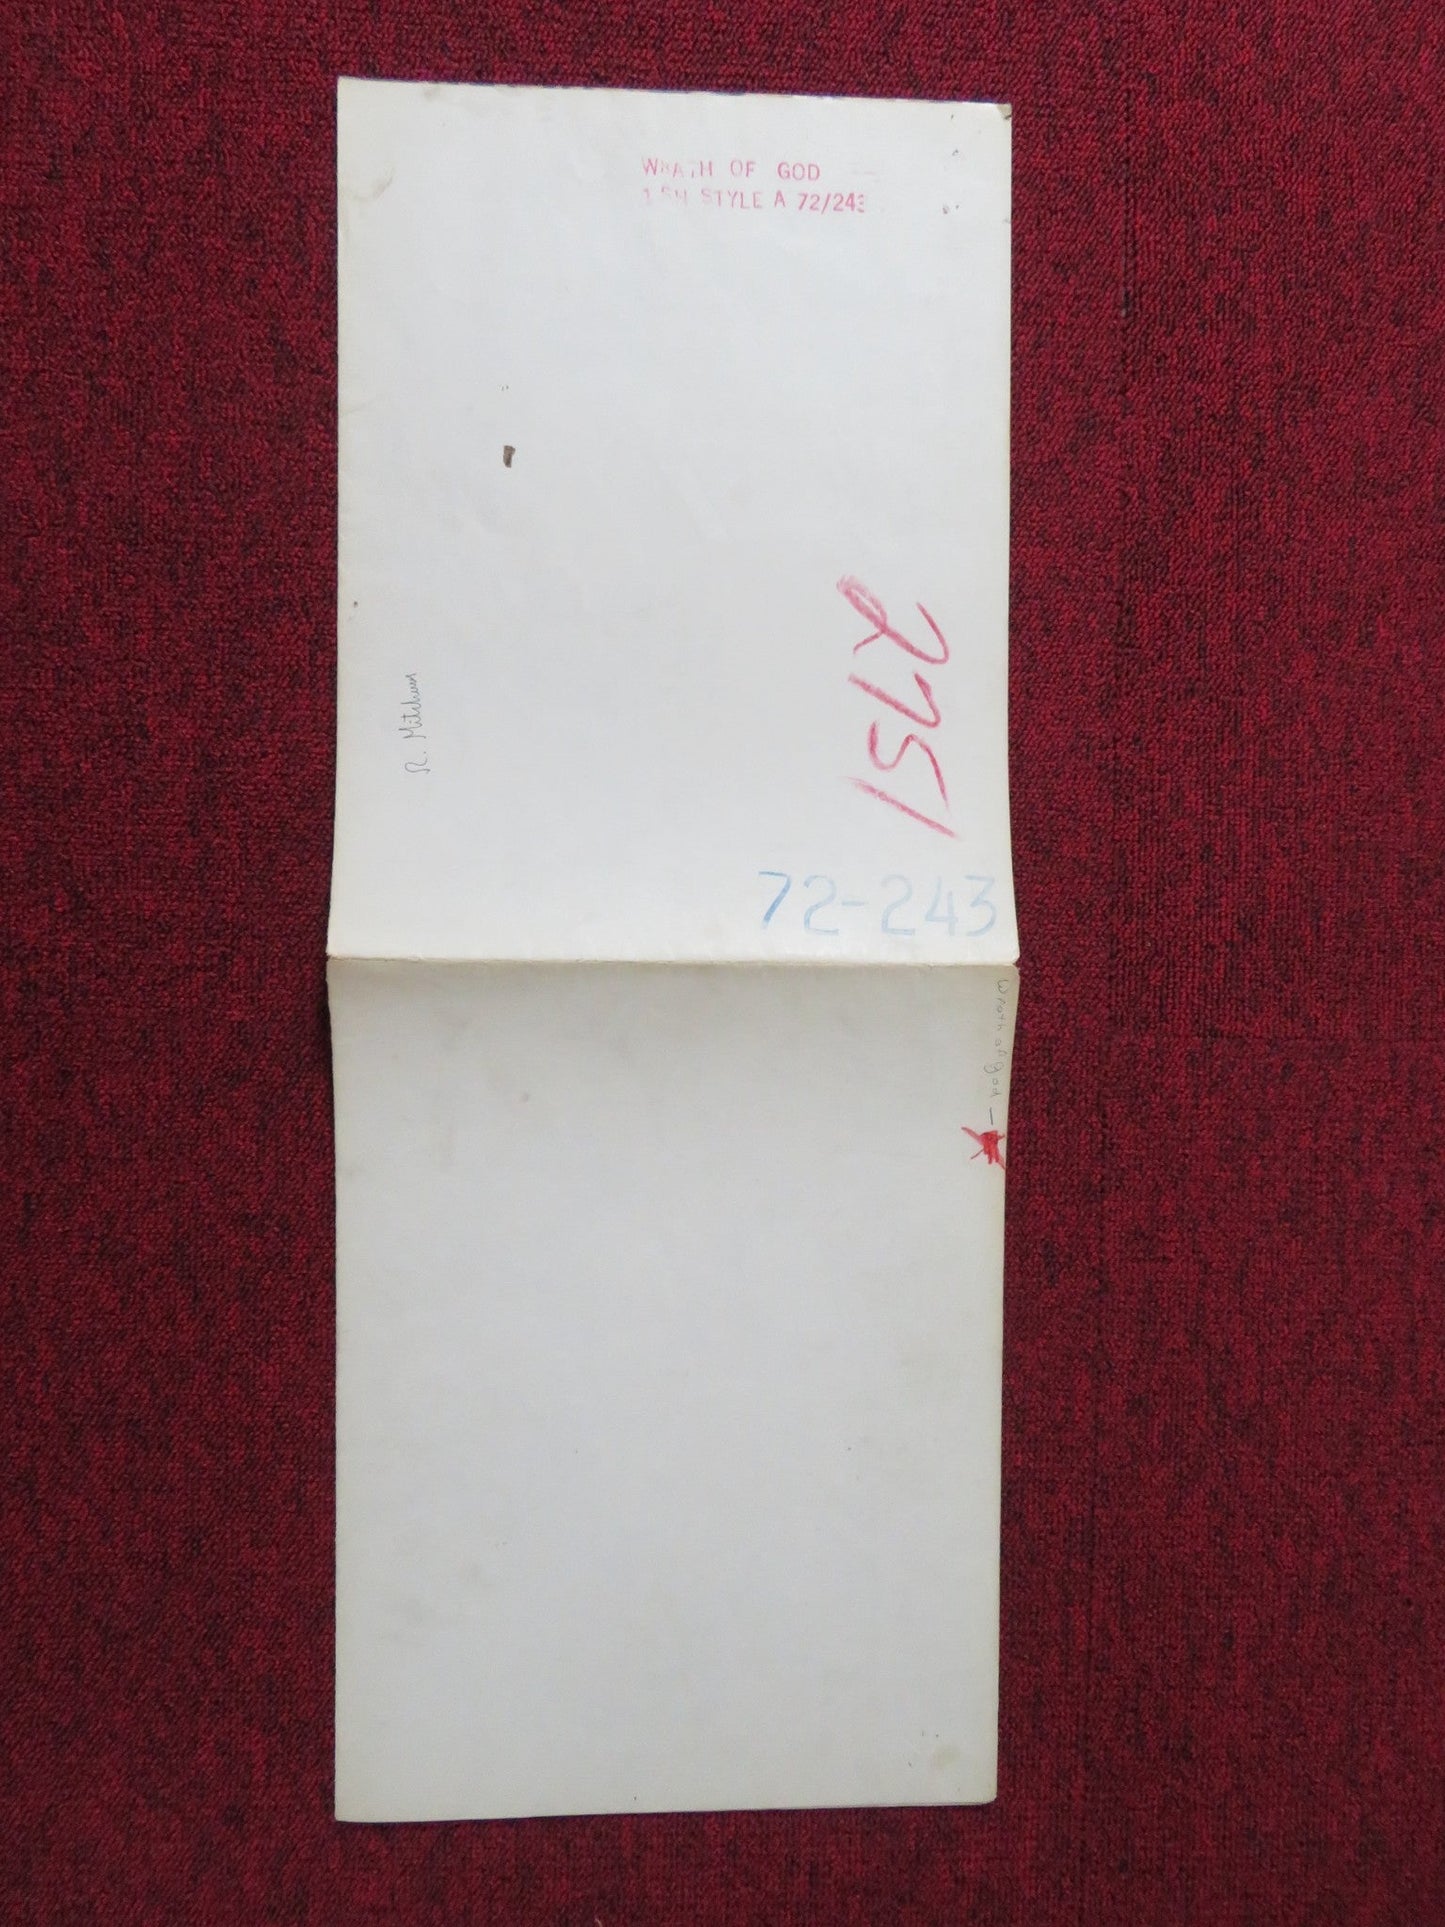 WRATH OF GOD
1 SH STYLE A 72/243
R. Mitchum
2751
72-243
wrath of god -